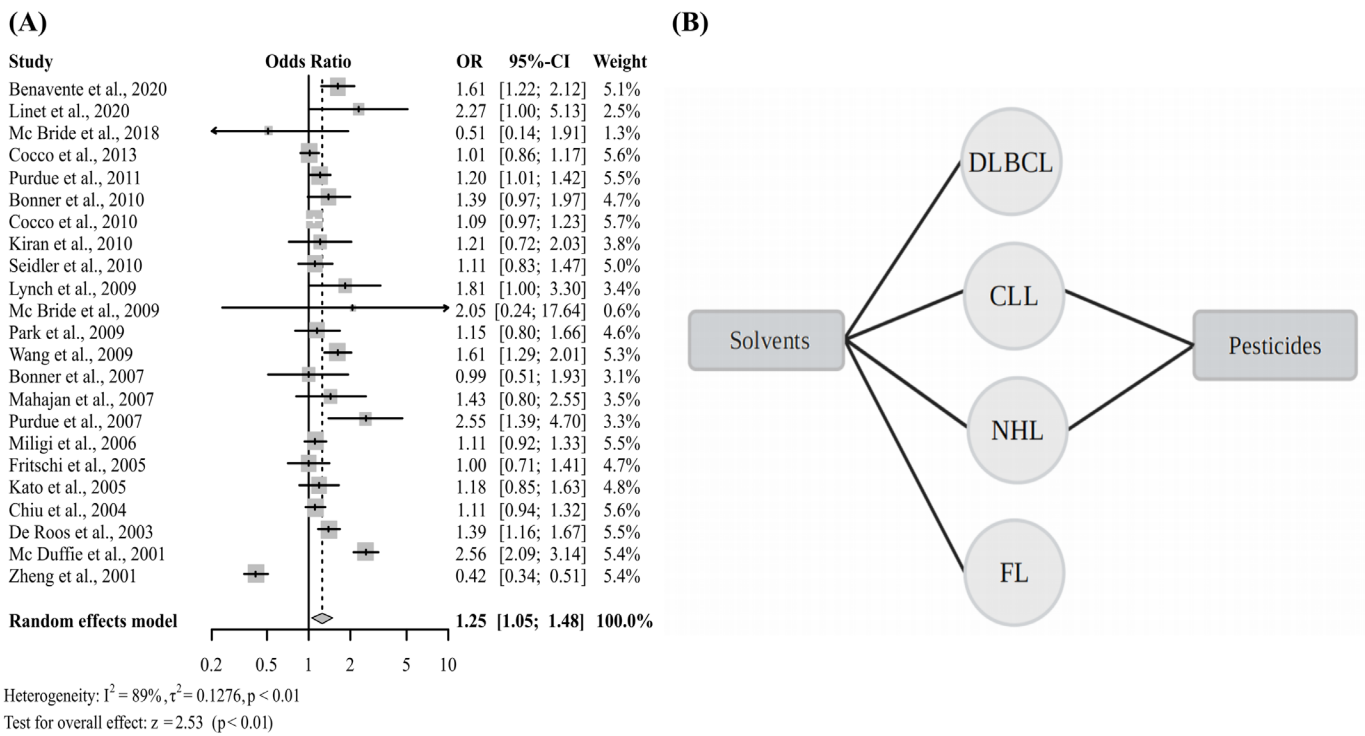 (A)
Study Odds Ratio OR 95%-CI Weight
Benavente et al., 2020 1.61 [1.22; 2.12] 5.1%
Linet et al., 2020 2.27 [1.00; 5.13] 2.5%
Mc Bride et al., 2018 0.51 [0.14; 1.91] 1.3%
Cocco et al., 2013 1.01 [0.86; 1.17] 5.6%
Purdue et al., 2011 1.20 [1.01; 1.42] 5.5%
Bonner et al., 2010 1.39 [0.97; 1.97] 4.7%
Cocco et al., 2010 1.09 [0.97; 1.23] 5.7%
Kiran et al., 2010 1.21 [0.72; 2.03] 3.8%
Seidler et al., 2010 1.11 [0.83; 1.47] 5.0%
Lynch et al., 2009 1.81 [1.00; 3.30] 3.4%
Mc Bride et al., 2009 2.05 [0.24; 17.64] 0.6%
Park et al., 2009 1.15 [0.80; 1.66] 4.6%
Wang et al., 2009 1.61 [1.29; 2.01] 5.3%
Bonner et al., 2007 0.99 [0.51; 1.93] 3.1%
Mahajan et al., 2007 1.43 [0.80; 2.55] 3.5%
Purdue et al., 2007 2.55 [1.39; 4.70] 3.3%
Miligi et al., 2006 1.11 [0.92; 1.33] 5.5%
Fritschi et al., 2005 1.00 [0.71; 1.41] 4.7%
Kato et al., 2005 1.18 [0.85; 1.63] 4.8%
Chiu et al., 2004 1.11 [0.94; 1.32] 5.6%
De Roos et al., 2003 1.39 [1.16; 1.67] 5.5%
Mc Duffie et al., 2001 2.56 [2.09; 3.14] 5.4%
Zheng et al., 2001 0.42 [0.34; 0.51] 5.4%
Random effects model 1.25 [1.05; 1.48] 100.0%
0.2 0.5 1 2 5 10
Heterogeneity: I² = 89%, τ² = 0.1276, p < 0.01
Test for overall effect: z = 2.53 (p< 0.01)
(B)
DLBCL
CLL
Solvents
Pesticides
NHL
FL